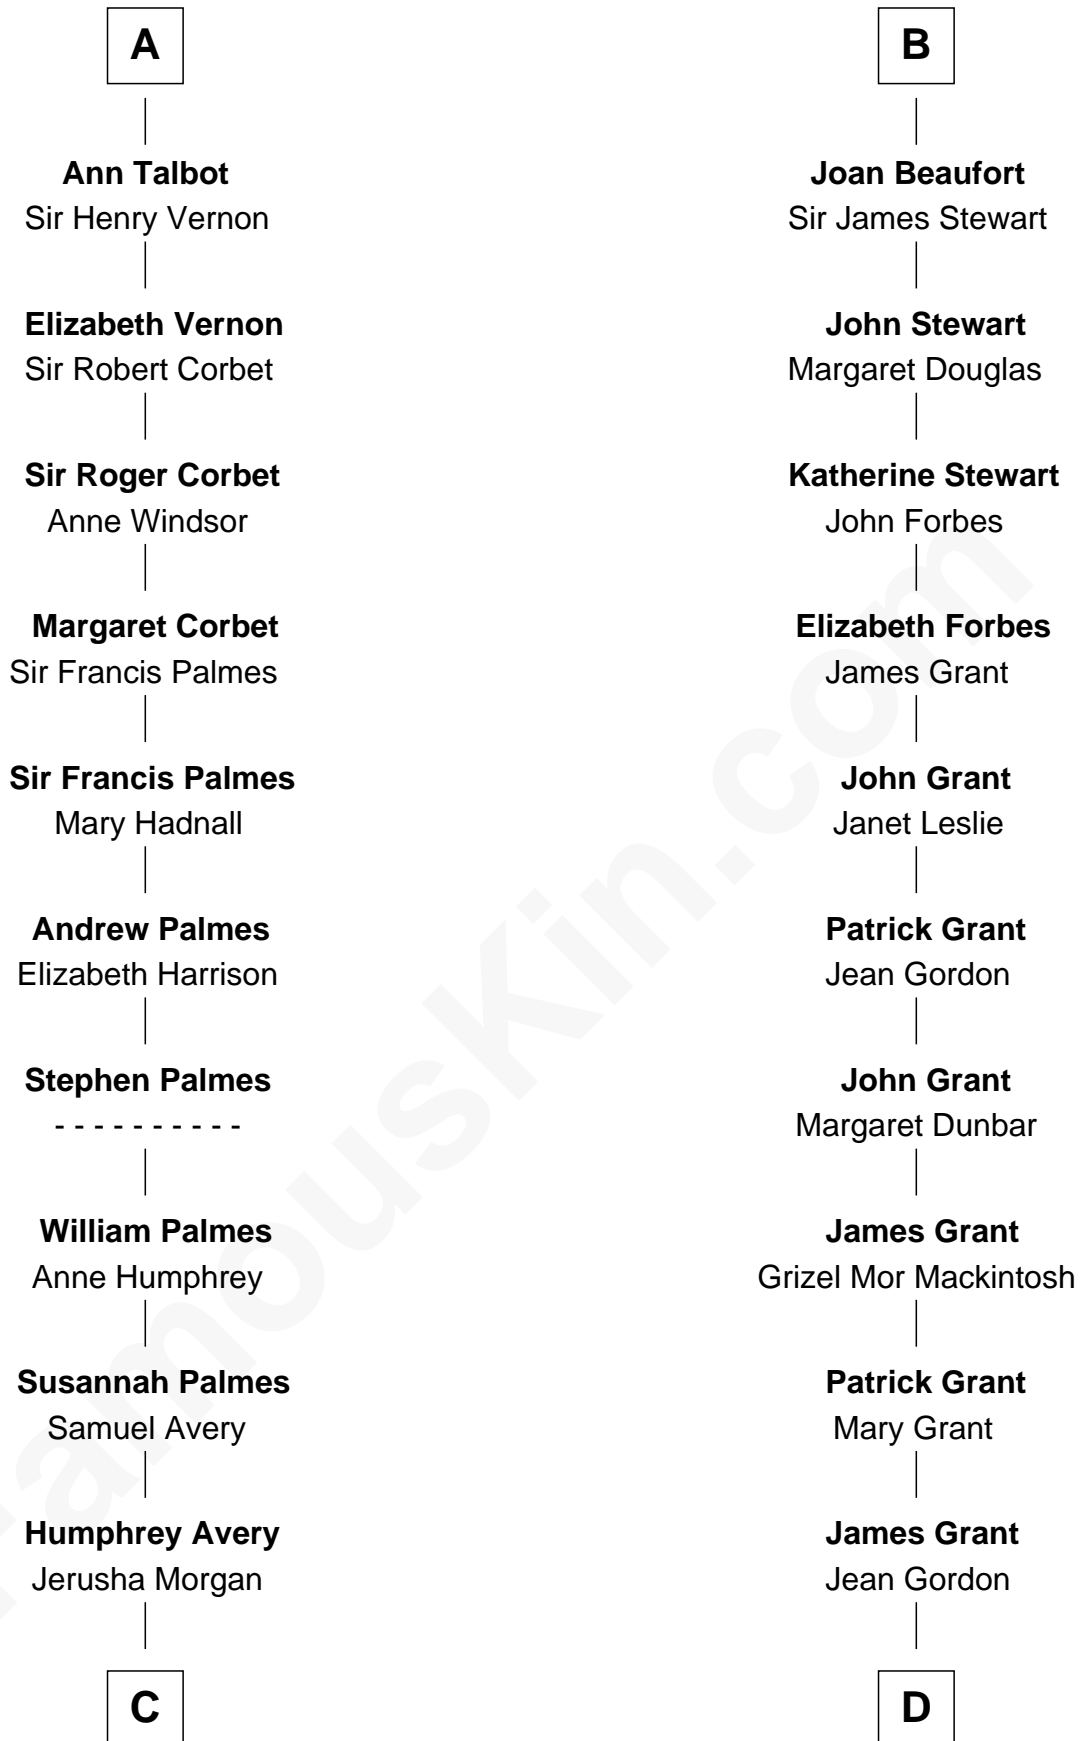 A
Ann Talbot
Sir Henry Vernon
Elizabeth Vernon
Sir Robert Corbet
Sir Roger Corbet
Anne Windsor
Margaret Corbet
Sir Francis Palmes
Sir Francis Palmes
Mary Hadnall
Andrew Palmes
Elizabeth Harrison
Stephen Palmes
- - - - - - - - - -
William Palmes
Anne Humphrey
Susannah Palmes
Samuel Avery
Humphrey Avery
Jerusha Morgan
C
B
Joan Beaufort
Sir James Stewart
John Stewart
Margaret Douglas
Katherine Stewart
John Forbes
Elizabeth Forbes
James Grant
John Grant
Janet Leslie
Patrick Grant
Jean Gordon
John Grant
Margaret Dunbar
James Grant
Grizel Mor Mackintosh
Patrick Grant
Mary Grant
James Grant
Jean Gordon
D
FamousKin.com